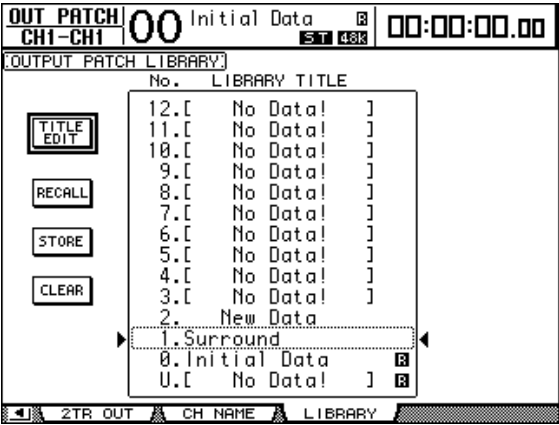 OUT PATCH 00 Initial Data R 00:00:00.00
CH1-CH1 ST 48K
OUTPUT PATCH LIBRARY
No. LIBRARY TITLE
12.[ No Data! ]
TITLE EDIT
11.[ No Data! ]
10.[ No Data! ]
9.[ No Data! ]
RECALL
8.[ No Data! ]
7.[ No Data! ]
STORE
6.[ No Data! ]
5.[ No Data! ]
4.[ No Data! ]
CLEAR
3.[ No Data! ]
2. New Data
1.Surround
0.Initial Data R
U.[ No Data! ] R
2TR OUT CH NAME LIBRARY